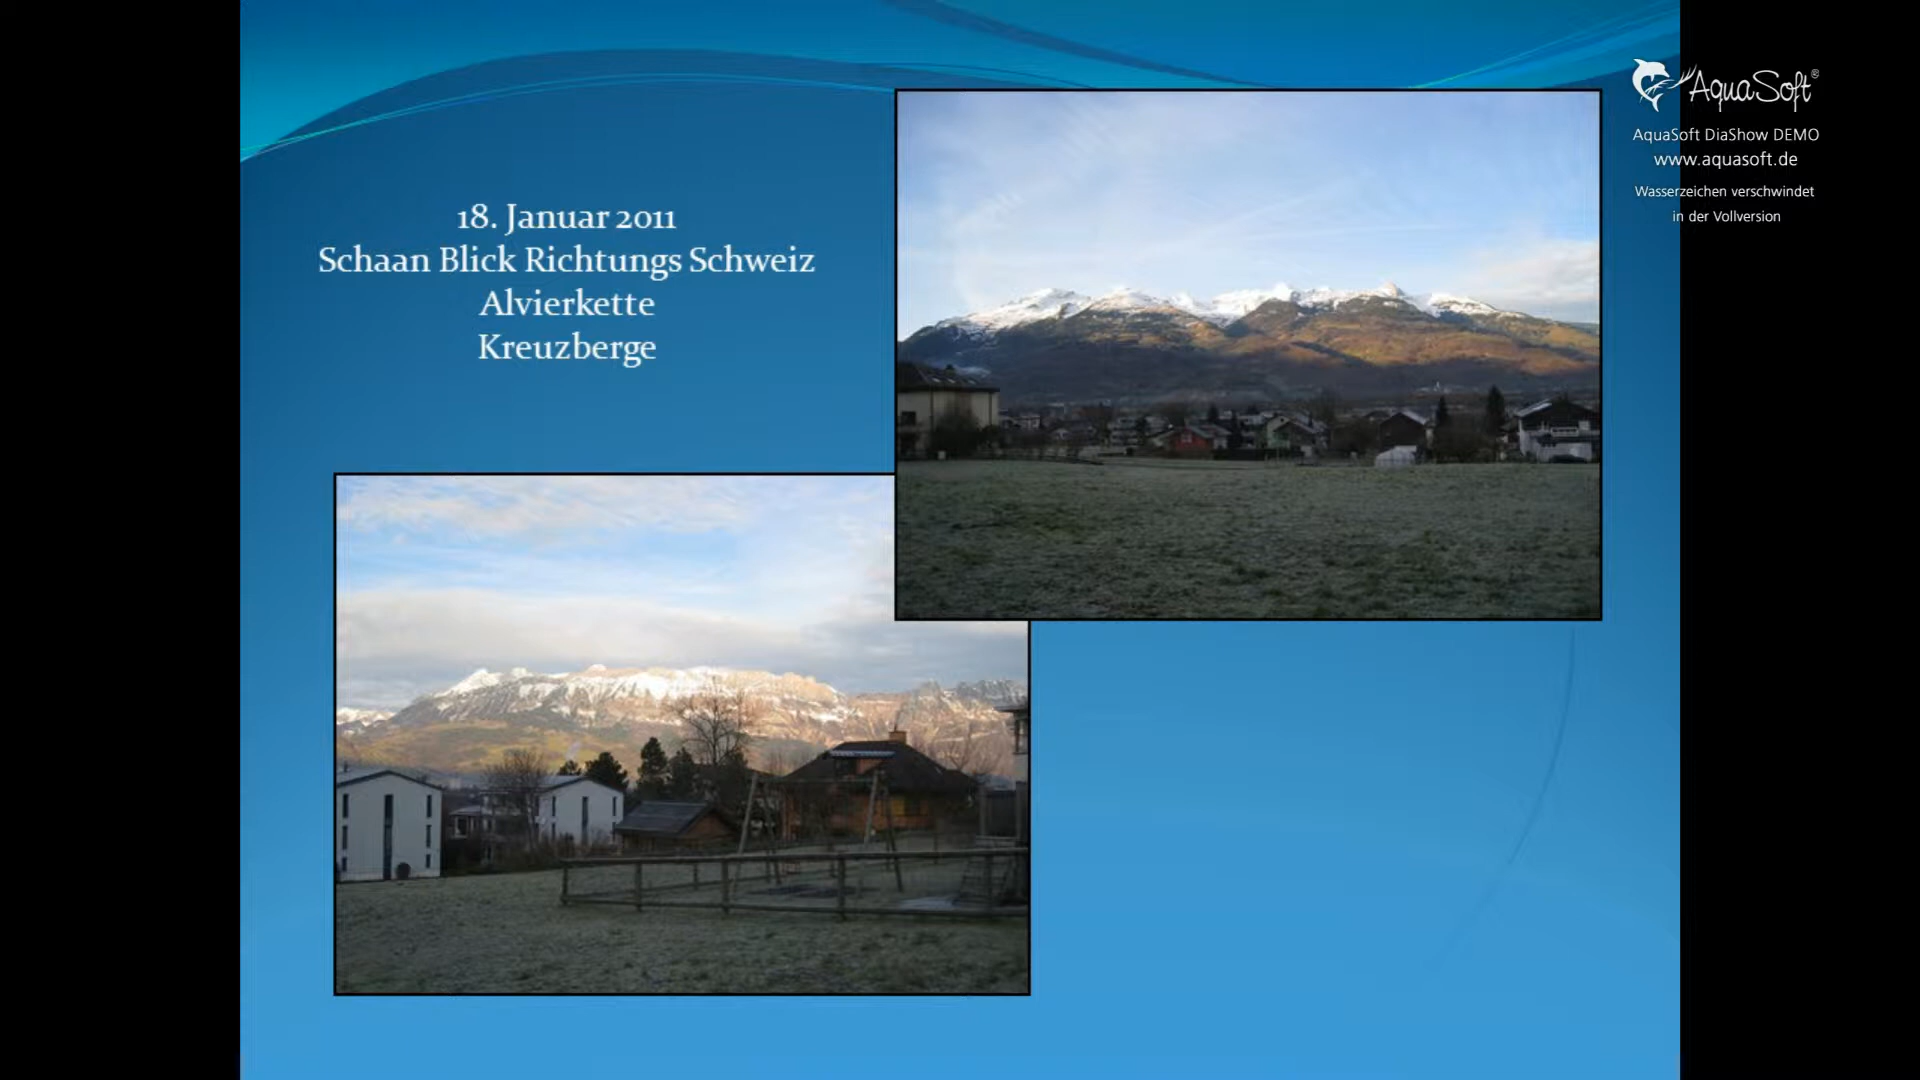 18. Januar 2011
Schaan Blick Richtungs Schweiz
Alvierkette
Kreuzberge
AquaSoft®
AquaSoft DiaShow DEMO
www.aquasoft.de
Wasserzeichen verschwindet
in der Vollversion